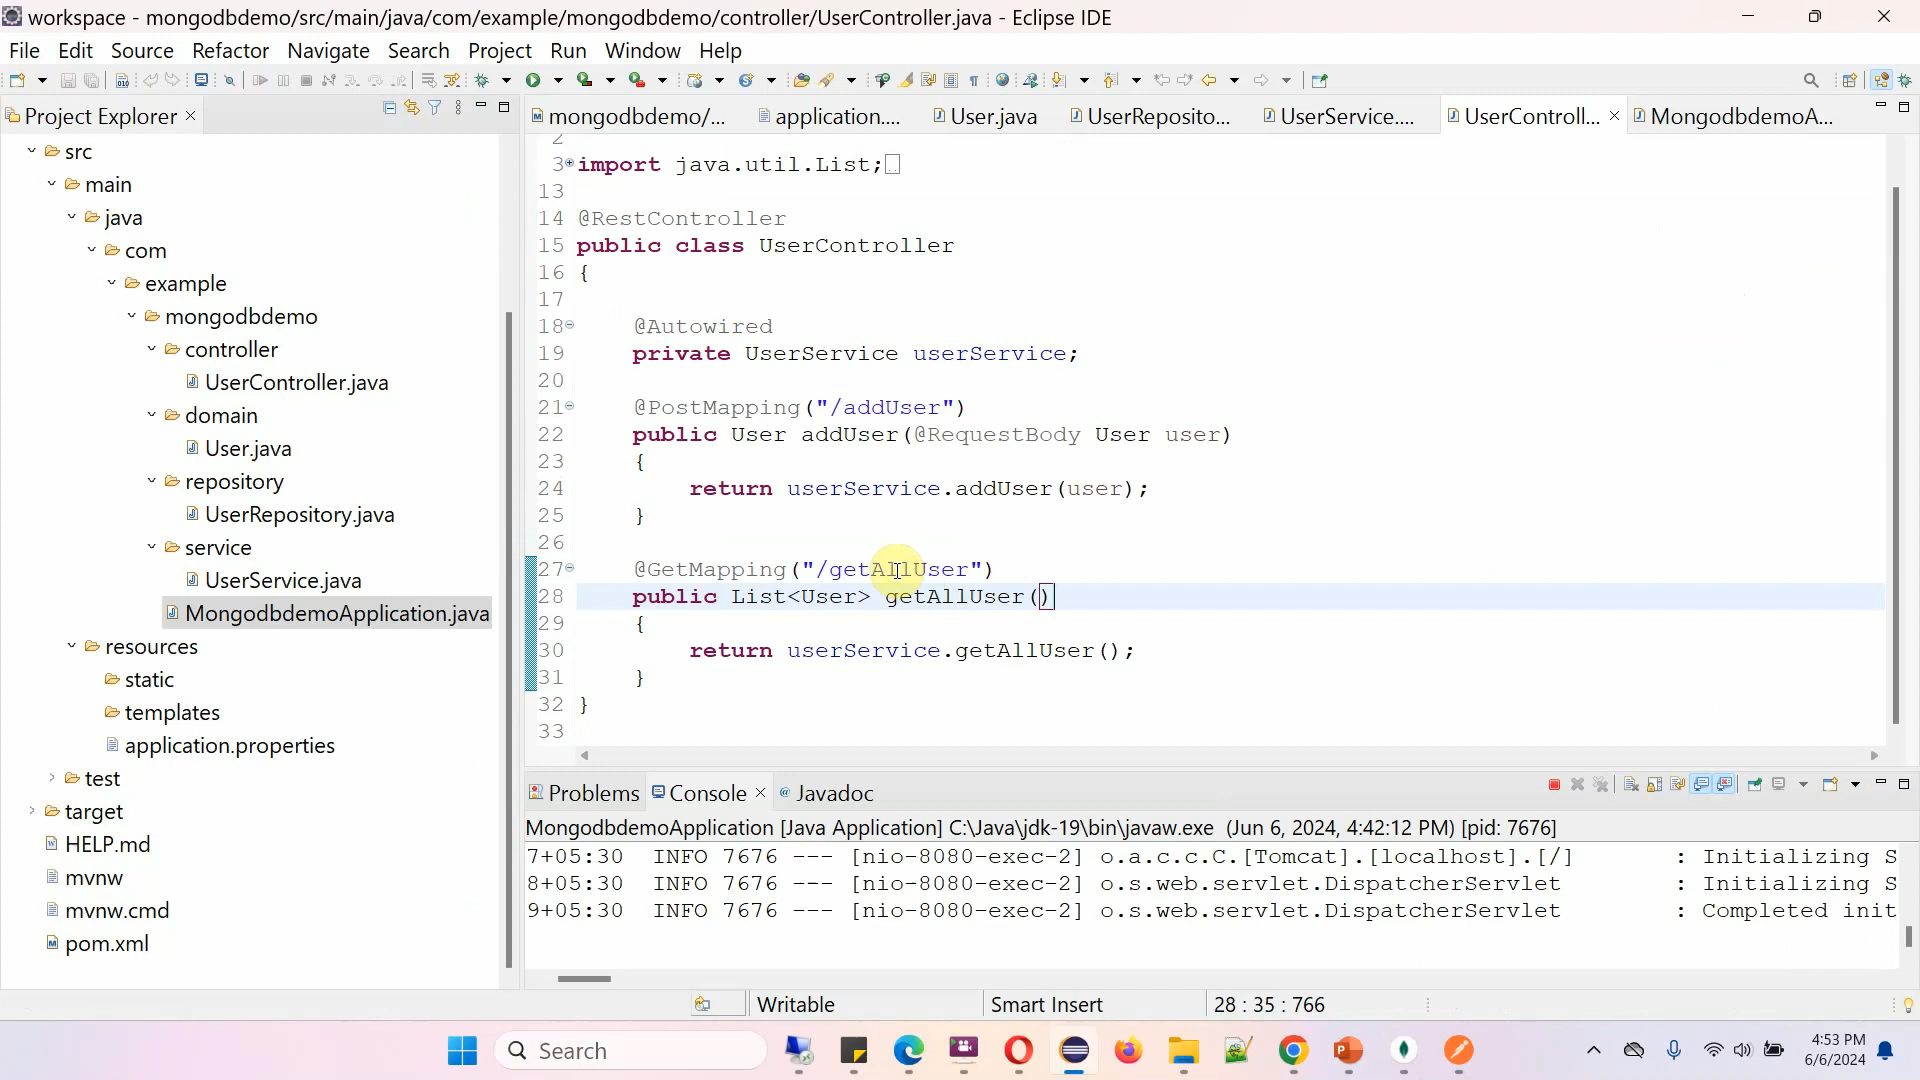 workspace - mongodbdemo/src/main/java/com/example/mongodbdemo/controller/UserController.java - Eclipse IDE
File Edit Source Refactor Navigate Search Project Run Window Help
Project Explorer
src
main
java
com
example
mongodbdemo
controller
UserController.java
domain
User.java
repository
UserRepository.java
service
UserService.java
MongodbdemoApplication.java
resources
static
templates
application.properties
test
target
HELP.md
mvnw
mvnw.cmd
pom.xml
mongodbdemo/... application.... User.java UserReposito... UserService.... UserControll... MongodbdemoA...
2
3 import java.util.List;
13
14 @RestController
15 public class UserController
16 {
17
18 @Autowired
19 private UserService userService;
20
21 @PostMapping("/addUser")
22 public User addUser(@RequestBody User user)
23 {
24 return userService.addUser(user);
25 }
26
27 @GetMapping("/getAllUser")
28 public List<User> getAllUser()
29 {
30 return userService.getAllUser();
31 }
32 }
33
Problems Console Javadoc
MongodbdemoApplication [Java Application] C:\Java\jdk-19\bin\javaw.exe (Jun 6, 2024, 4:42:12 PM) [pid: 7676]
7+05:30 INFO 7676 --- [nio-8080-exec-2] o.a.c.c.C.[Tomcat].[localhost].[/] : Initializing S
8+05:30 INFO 7676 --- [nio-8080-exec-2] o.s.web.servlet.DispatcherServlet : Initializing S
9+05:30 INFO 7676 --- [nio-8080-exec-2] o.s.web.servlet.DispatcherServlet : Completed init
Writable Smart Insert 28 : 35 : 766
Search
4:53 PM
6/6/2024